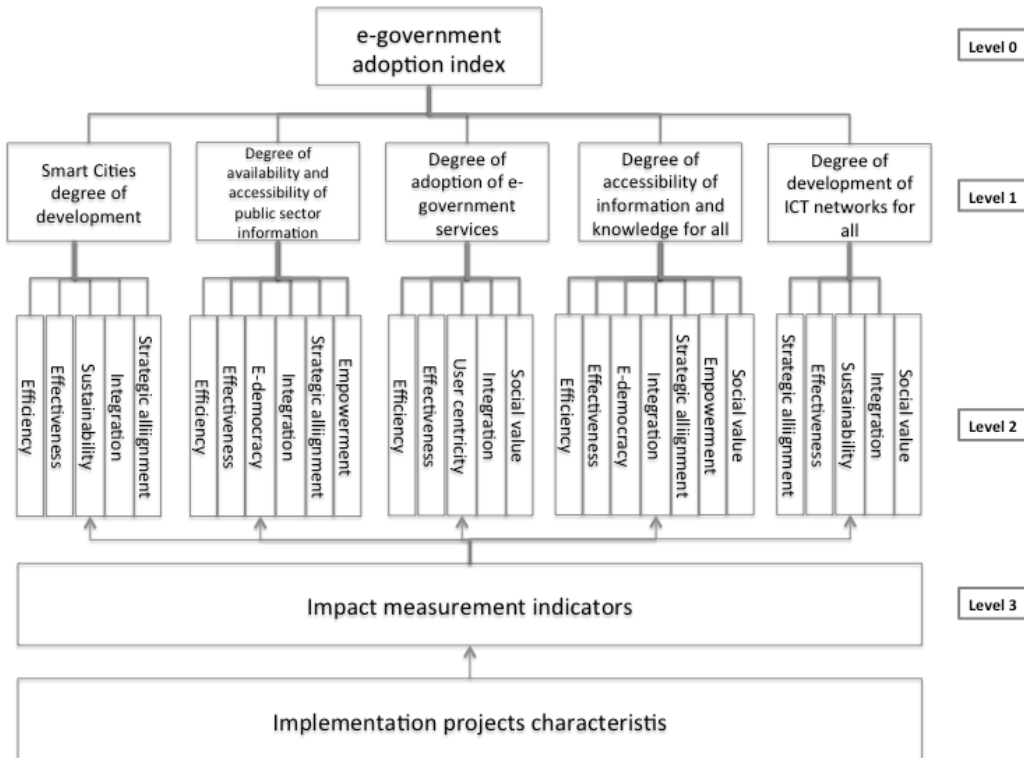 e-government
adoption index
Level 0
Smart Cities
degree of
development
Degree of
availability and
accessibility of
public sector
information
Degree of
adoption of e-
government
services
Degree of
accessibility of
information and
knowledge for all
Degree of
development of
ICT networks for
all
Level 1
Efficiency
Effectiveness
Sustainability
Integration
Strategic alliignment
Efficiency
Effectiveness
E-democracy
Integration
Strategic alliignment
Empowerment
Efficiency
Effectiveness
User centricity
Integration
Social value
Efficiency
Effectiveness
E-democracy
Integration
Strategic alliignment
Empowerment
Social value
Strategic alliignment
Effectiveness
Sustainability
Integration
Social value
Level 2
Impact measurement indicators
Level 3
Implementation projects characteristis